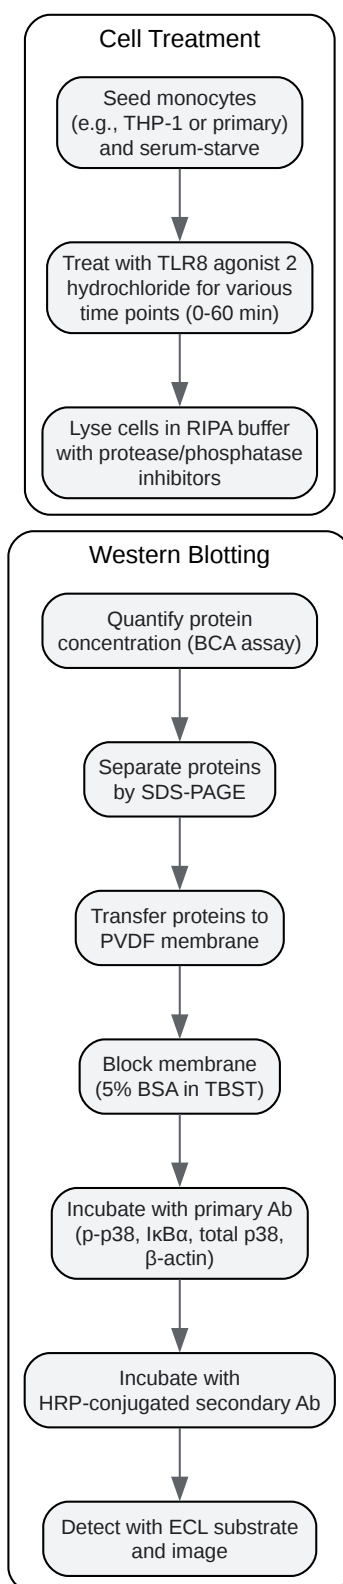 Cell Treatment
Seed monocytes
(e.g., THP-1 or primary)
and serum-starve
Treat with TLR8 agonist 2
hydrochloride for various
time points (0-60 min)
Lyse cells in RIPA buffer
with protease/phosphatase
inhibitors
Western Blotting
Quantify protein
concentration (BCA assay)
Separate proteins
by SDS-PAGE
Transfer proteins to
PVDF membrane
Block membrane
(5% BSA in TBST)
Incubate with primary Ab
(p-p38, IκBα, total p38,
β-actin)
Incubate with
HRP-conjugated secondary Ab
Detect with ECL substrate
and image